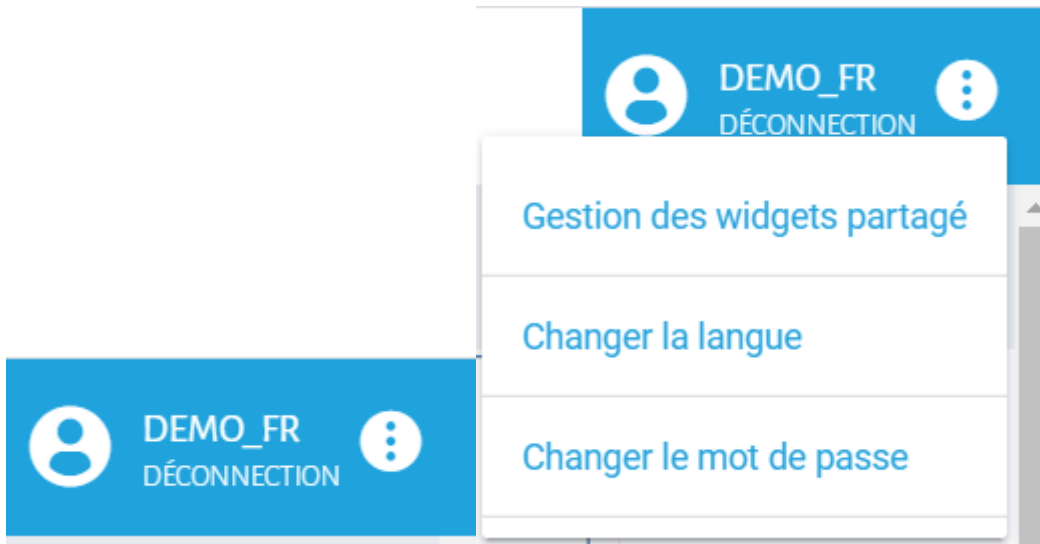 DEMO_FR
DÉCONNECTION
Gestion des widgets partagé
Changer la langue
Changer le mot de passe
DEMO_FR
DÉCONNECTION